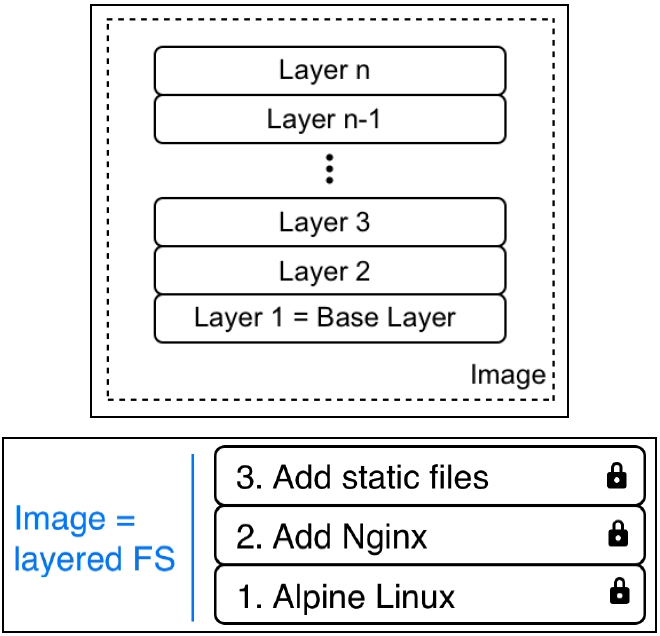 Layer n
Layer n-1
Layer 3
Layer 2
Layer 1 = Base Layer
Image
Image =
layered FS
3. Add static files
2. Add Nginx
1. Alpine Linux